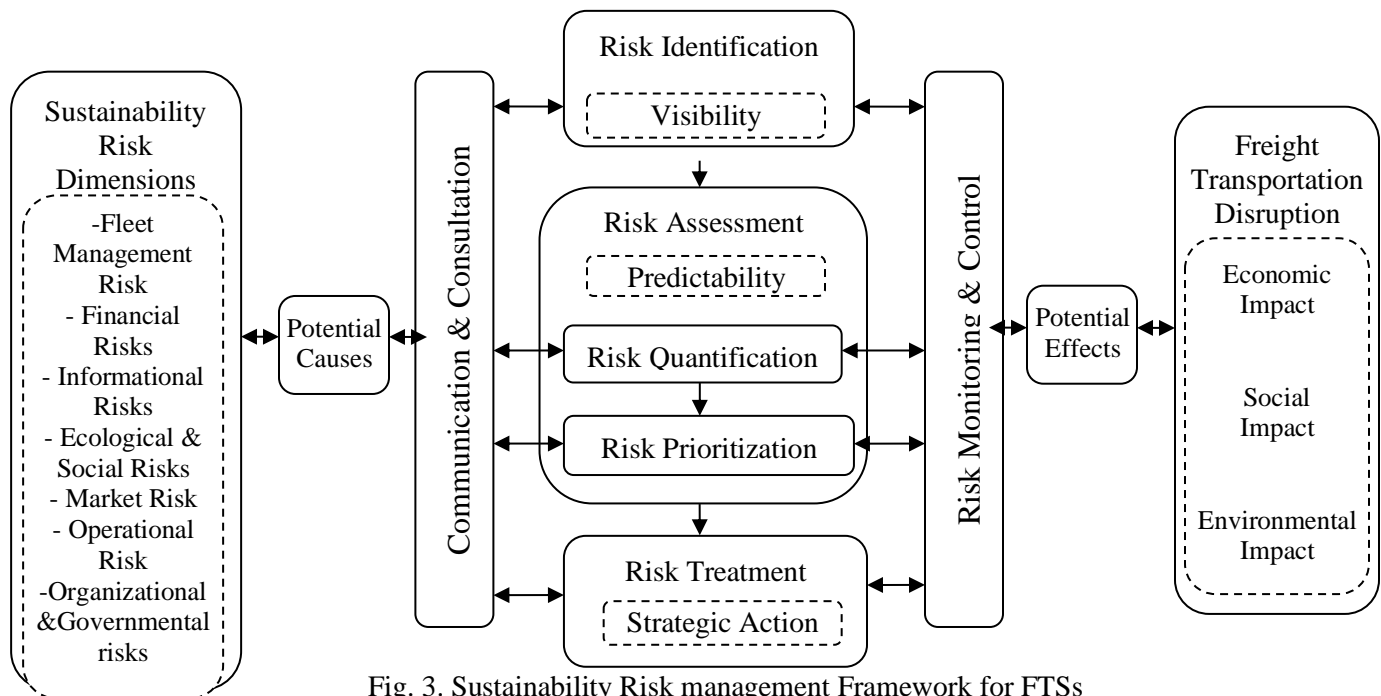 Sustainability
Risk
Dimensions
-Fleet
Management
Risk
- Financial
Risks
- Informational
Risks
- Ecological &
Social Risks
- Market Risk
- Operational
Risk
-Organizational
&Governmental
risks
Potential
Causes
Communication & Consultation
Risk Identification
Visibility
Risk Assessment
Predictability
Risk Quantification
Risk Prioritization
Risk Treatment
Strategic Action
Risk Monitoring & Control
Potential
Effects
Freight
Transportation
Disruption
Economic
Impact
Social
Impact
Environmental
Impact
Fig. 3. Sustainability Risk management Framework for FTSs